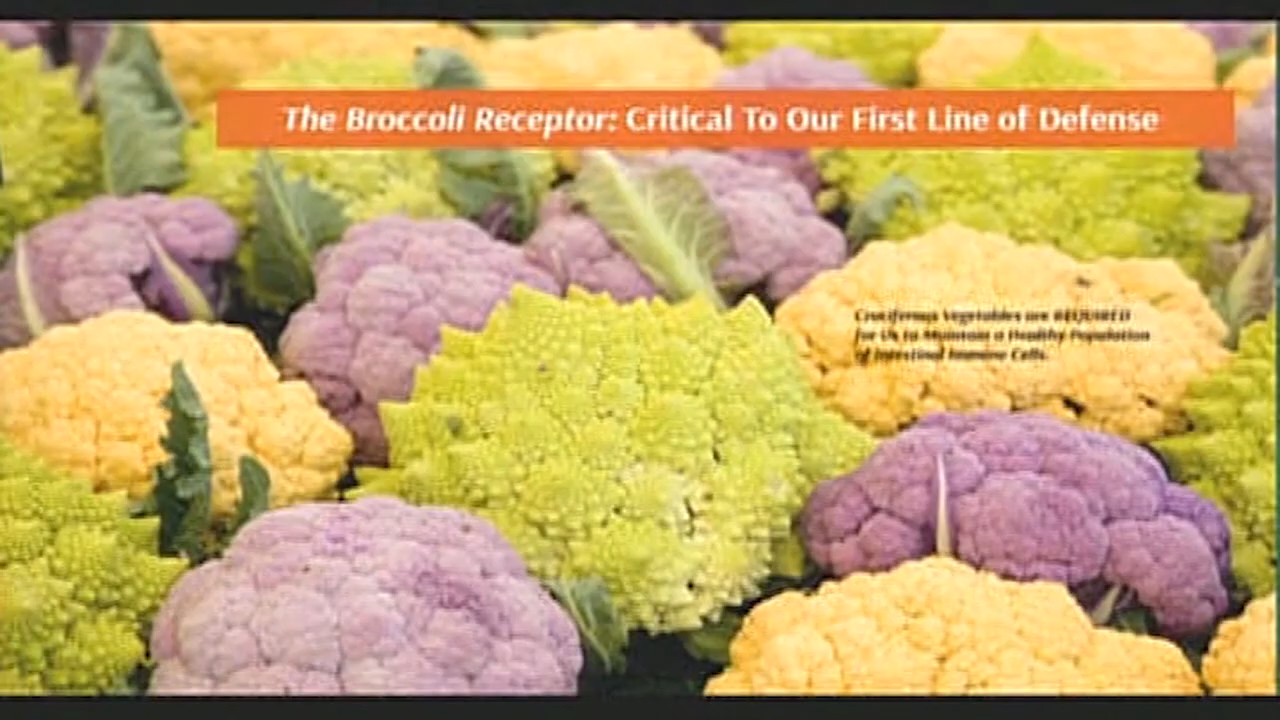 The Broccoli Receptor: Critical To Our First Line of Defense
Cruciferous Vegetables are REQUIRED
for Us to Maintain a Healthy Population
of Intestinal Immune Cells.